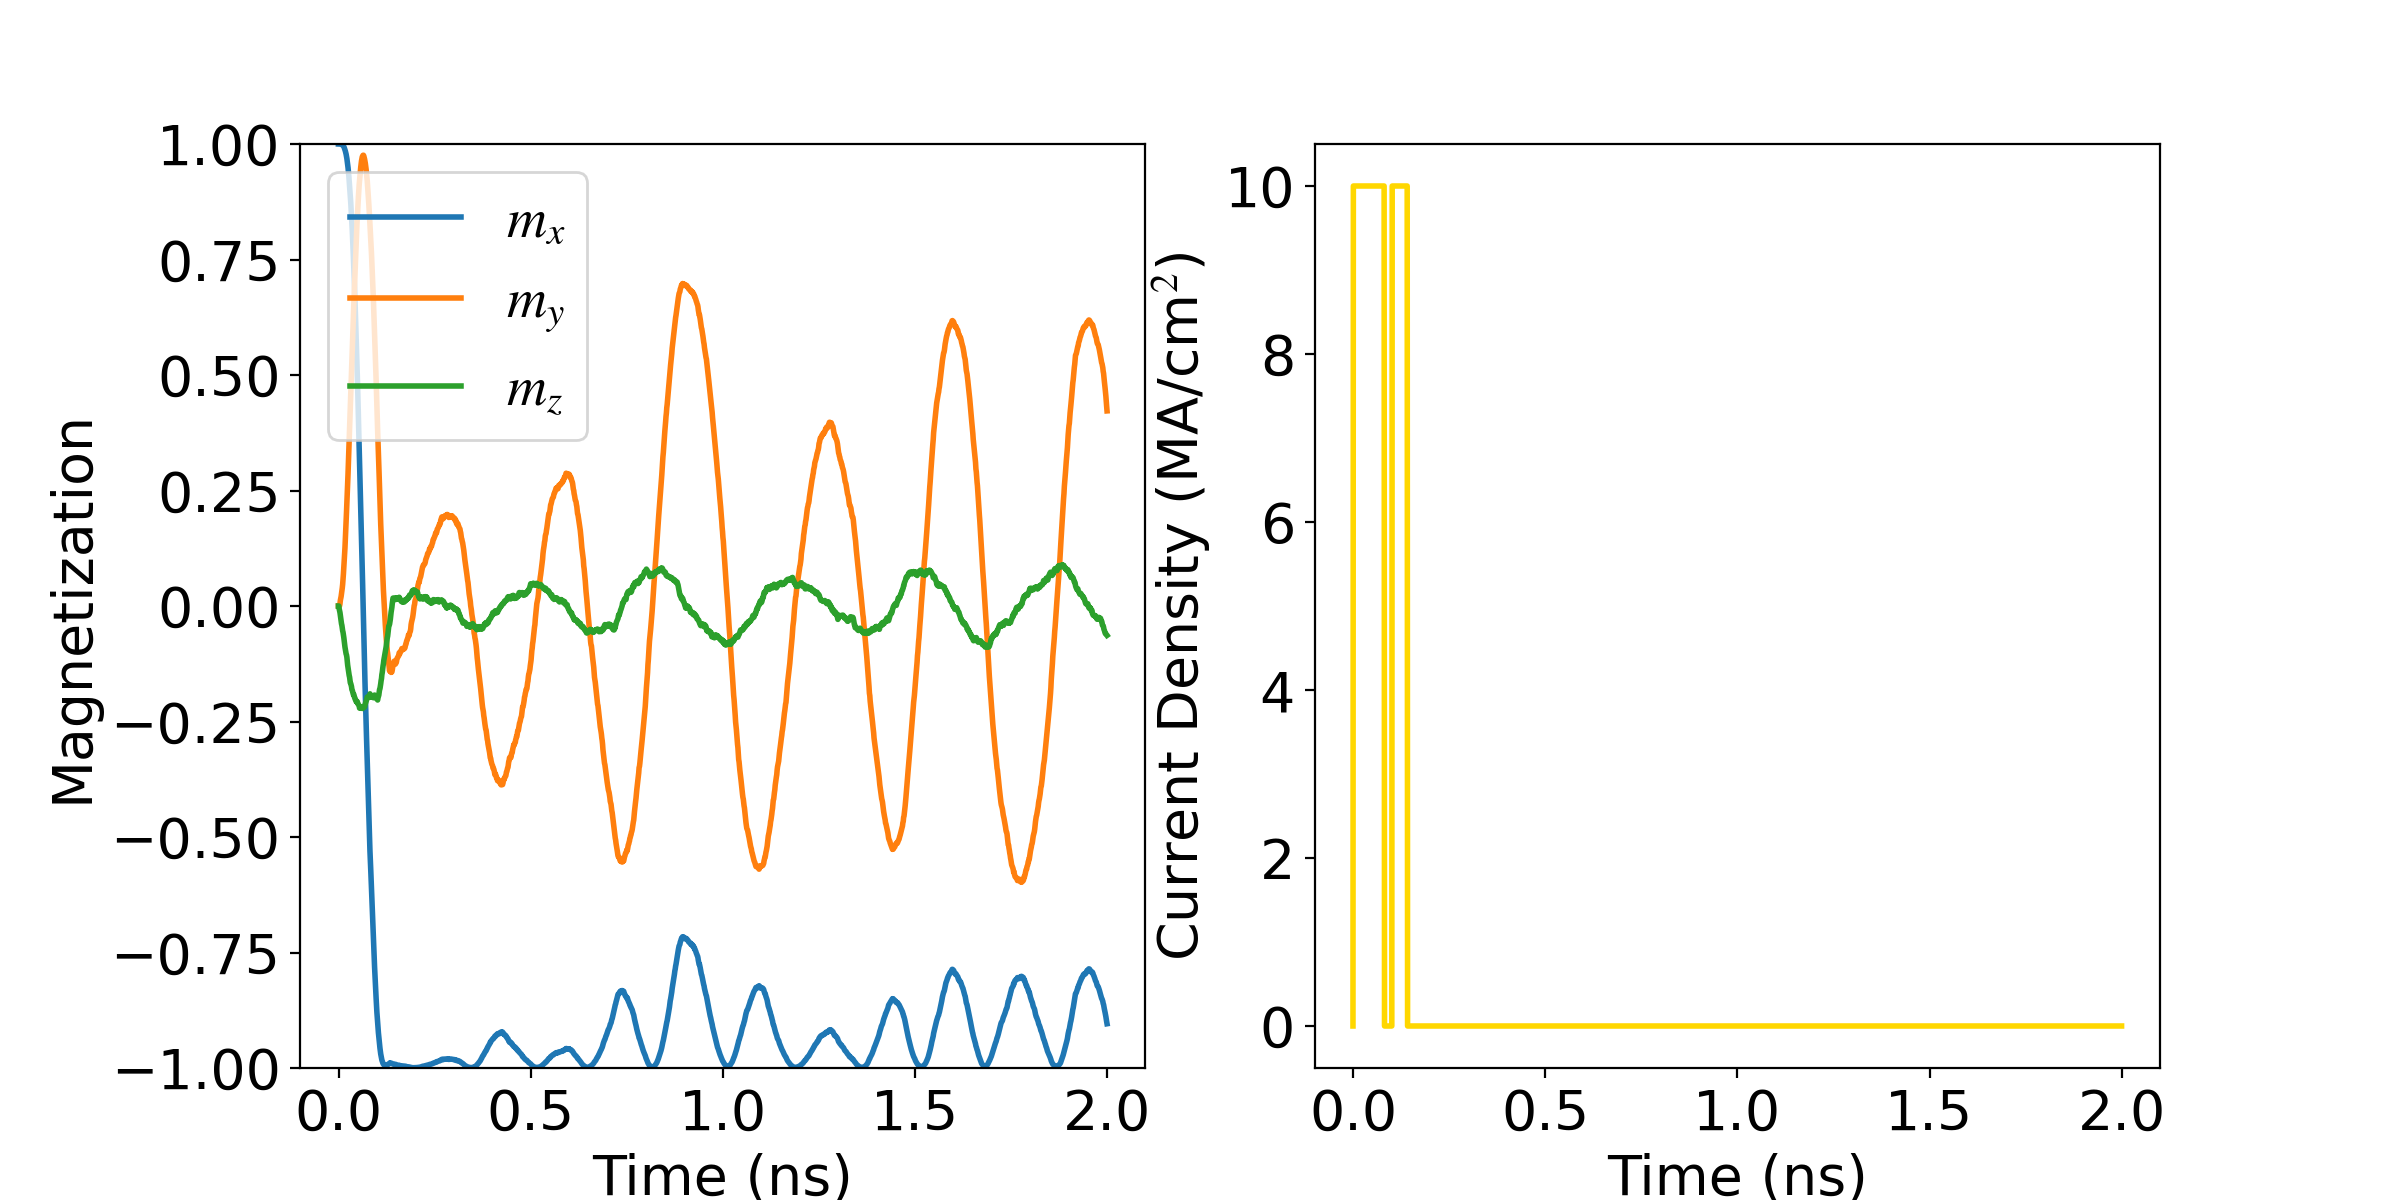 Magnetization
1.00
0.75
0.50
0.25
0.00
−0.25
−0.50
−0.75
−1.00
m_x
m_y
m_z
0.0 0.5 1.0 1.5 2.0
Time (ns)
Current Density (MA/cm²)
10
8
6
4
2
0
0.0 0.5 1.0 1.5 2.0
Time (ns)